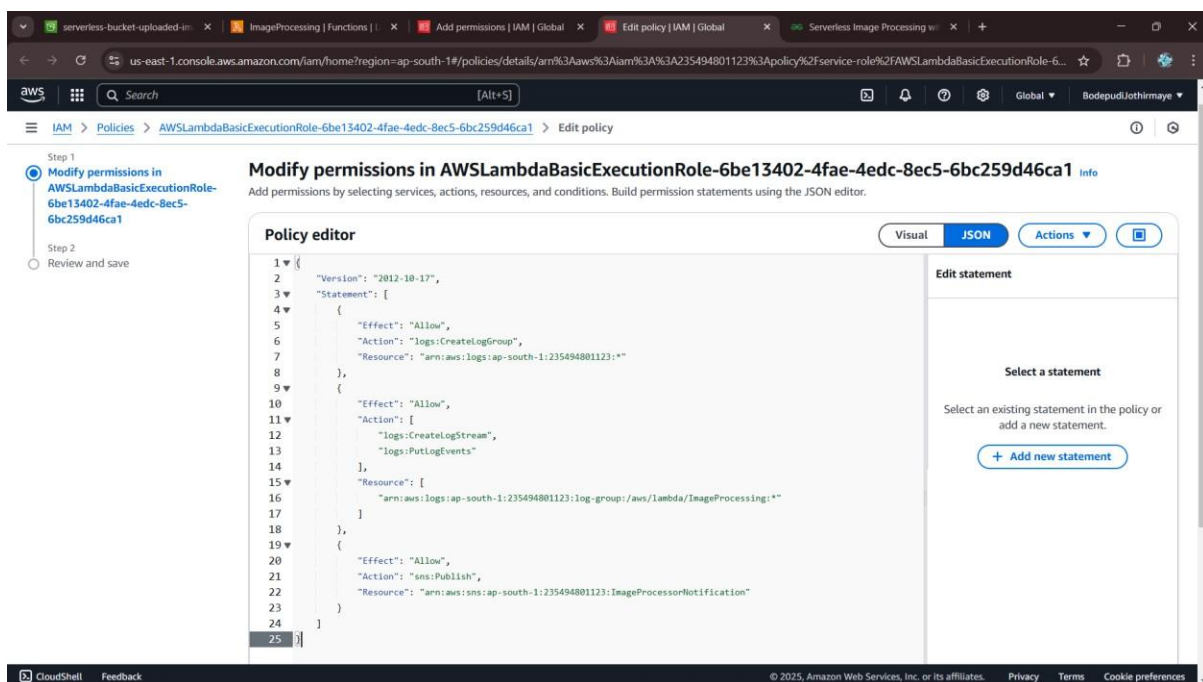 serverless-bucket-uploaded-im
ImageProcessing | Functions |
Add permissions | IAM | Global
Edit policy | IAM | Global
Serverless Image Processing w
us-east-1.console.aws.amazon.com/iam/home?region=ap-south-1#/policies/details/arn%3Aaws%3Aiam%3A%3A235494801123%3Apolicy%2Fservice-role%2FAWSLambdaBasicExecutionRole-6...
aws
Search
[Alt+S]
Global
BodepudiJothirmaye
IAM > Policies > AWSLambdaBasicExecutionRole-6be13402-4fae-4edc-8ec5-6bc259d46ca1 > Edit policy
Step 1
Modify permissions in
AWSLambdaBasicExecutionRole-
6be13402-4fae-4edc-8ec5-
6bc259d46ca1
Step 2
Review and save
Modify permissions in AWSLambdaBasicExecutionRole-6be13402-4fae-4edc-8ec5-6bc259d46ca1 Info
Add permissions by selecting services, actions, resources, and conditions. Build permission statements using the JSON editor.
Policy editor
Visual JSON Actions
1 {
2 "Version": "2012-10-17",
3 "Statement": [
4 {
5 "Effect": "Allow",
6 "Action": "logs:CreateLogGroup",
7 "Resource": "arn:aws:logs:ap-south-1:235494801123:*"
8 },
9 {
10 "Effect": "Allow",
11 "Action": [
12 "logs:CreateLogStream",
13 "logs:PutLogEvents"
14 ],
15 "Resource": [
16 "arn:aws:logs:ap-south-1:235494801123:log-group:/aws/lambda/ImageProcessing:*"
17 ]
18 },
19 {
20 "Effect": "Allow",
21 "Action": "sns:Publish",
22 "Resource": "arn:aws:sns:ap-south-1:235494801123:ImageProcessorNotification"
23 }
24 ]
25 }
Edit statement
Select a statement
Select an existing statement in the policy or
add a new statement.
+ Add new statement
CloudShell Feedback
© 2025, Amazon Web Services, Inc. or its affiliates. Privacy Terms Cookie preferences